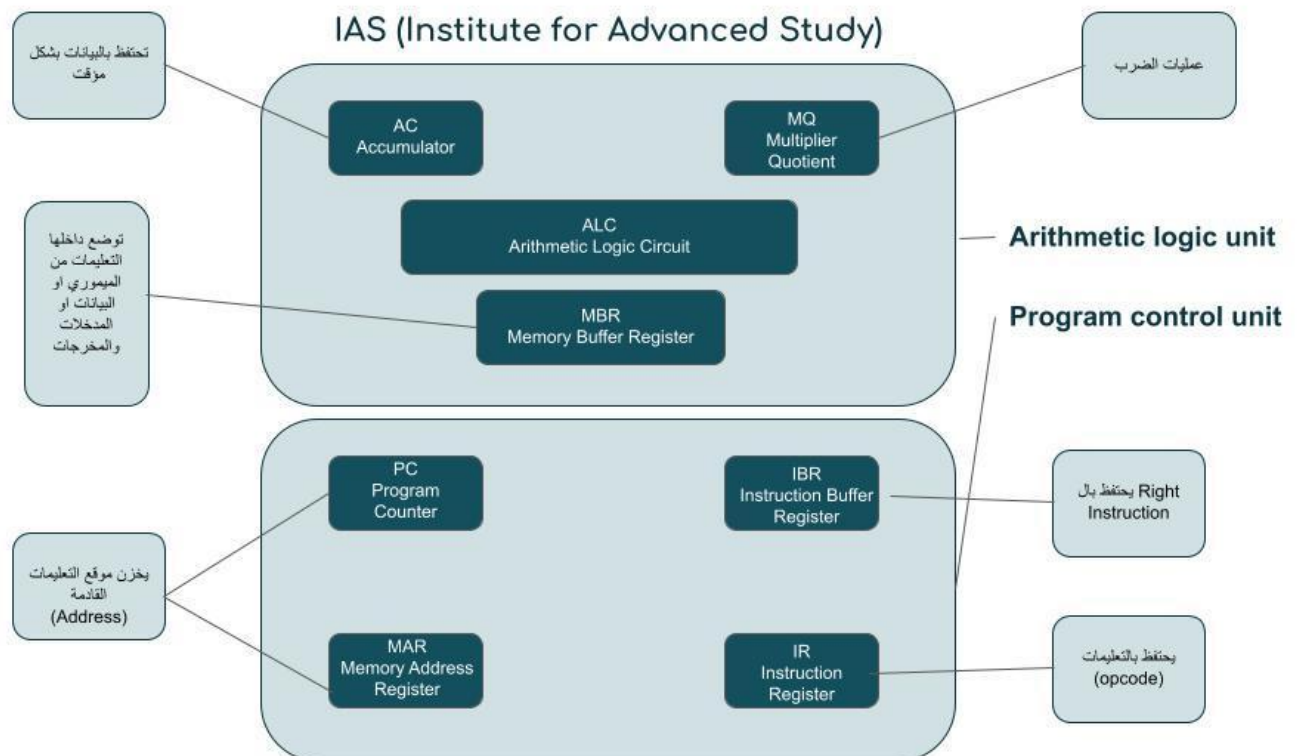 IAS (Institute for Advanced Study)
تحتفظ بالبيانات بشكل
مؤقت
عمليات الضرب
AC
Accumulator
MQ
Multiplier
Quotient
ALC
Arithmetic Logic Circuit
توضع داخلها
التعليمات من
الميموري او
البيانات او
المدخلات
والمخرجات
MBR
Memory Buffer Register
Arithmetic logic unit
Program control unit
PC
Program
Counter
IBR
Instruction Buffer
Register
يحتفظ بال Right
Instruction
يخزن موقع التعليمات
القادمة
(Address)
MAR
Memory Address
Register
IR
Instruction
Register
يحتفظ بالتعليمات
(opcode)